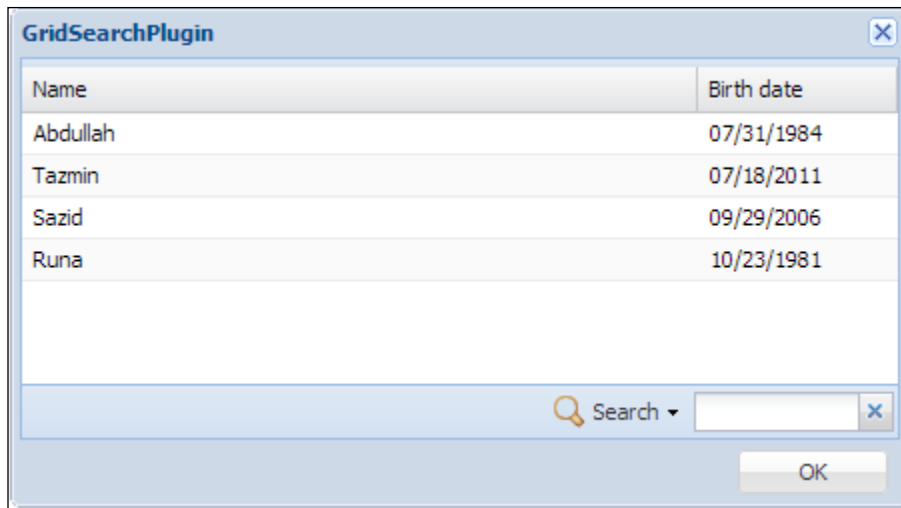 GridSearchPlugin
Name Birth date
Abdullah 07/31/1984
Tazmin 07/18/2011
Sazid 09/29/2006
Runa 10/23/1981
Search
OK